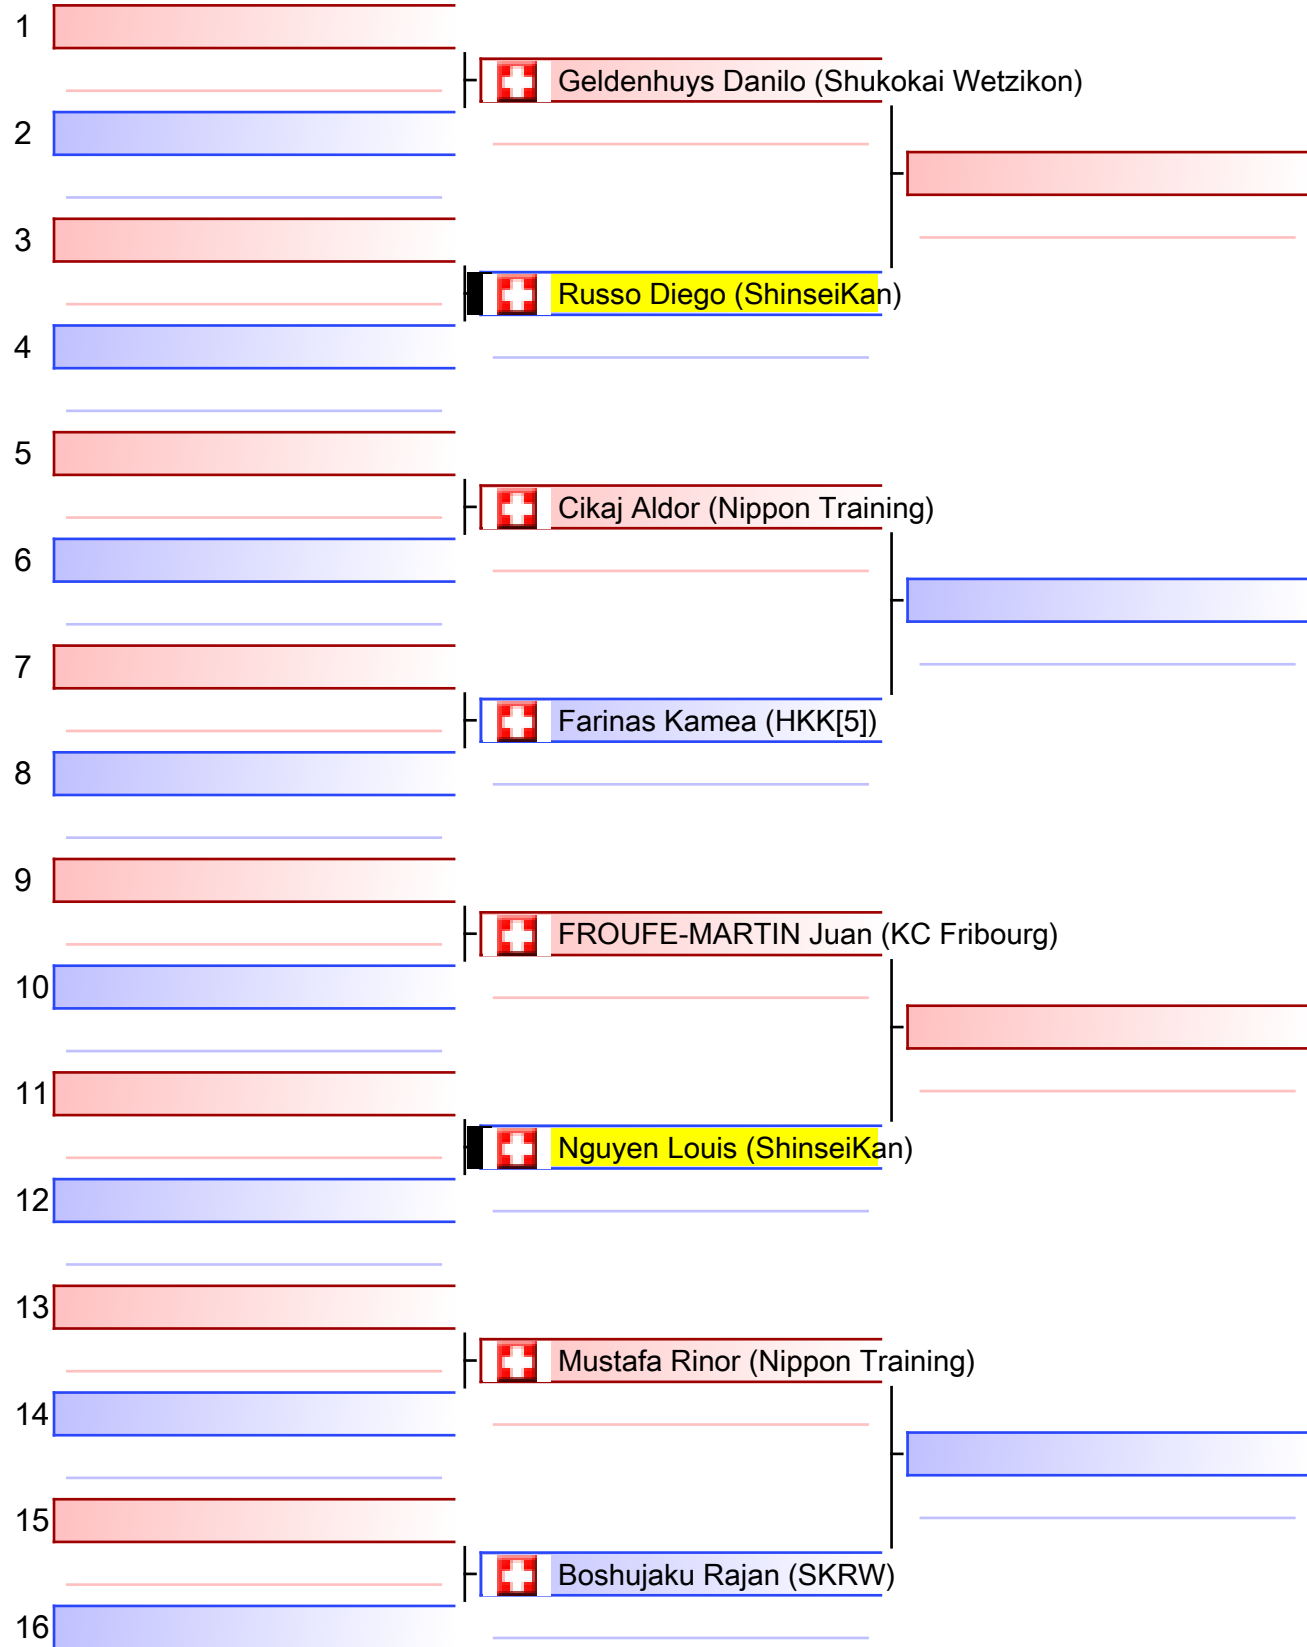 1
Geldenhuys Danilo (Shukokai Wetzikon)
2
3
Russo Diego (ShinseiKan)
4
5
Cikaj Aldor (Nippon Training)
6
7
Farinas Kamea (HKK[5])
8
9
FROUFE-MARTIN Juan (KC Fribourg)
10
11
Nguyen Louis (ShinseiKan)
12
13
Mustafa Rinor (Nippon Training)
14
15
Boshujaku Rajan (SKRW)
16